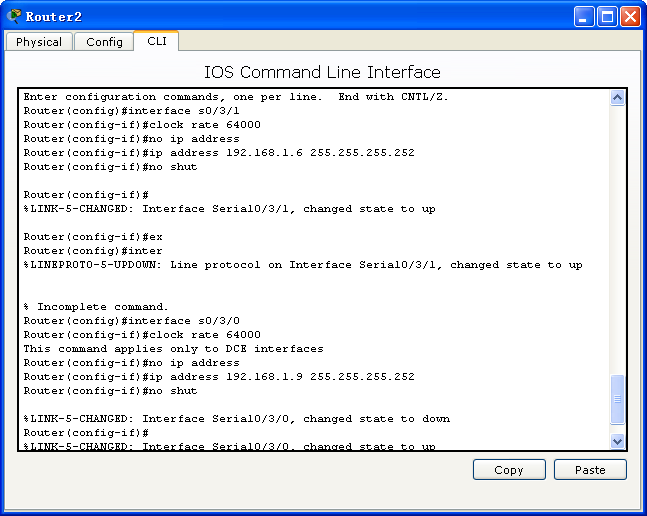 Router2
Physical Config CLI
IOS Command Line Interface
Enter configuration commands, one per line.  End with CNTL/Z.
Router(config)#interface s0/3/1
Router(config-if)#clock rate 64000
Router(config-if)#no ip address
Router(config-if)#ip address 192.168.1.6 255.255.255.252
Router(config-if)#no shut
Router(config-if)#
%LINK-5-CHANGED: Interface Serial0/3/1, changed state to up
Router(config-if)#ex
Router(config)#inter
%LINEPROTO-5-UPDOWN: Line protocol on Interface Serial0/3/1, changed state to up
% Incomplete command.
Router(config)#interface s0/3/0
Router(config-if)#clock rate 64000
This command applies only to DCE interfaces
Router(config-if)#no ip address
Router(config-if)#ip address 192.168.1.9 255.255.255.252
Router(config-if)#no shut
%LINK-5-CHANGED: Interface Serial0/3/0, changed state to down
Router(config-if)#
%LINK-5-CHANGED: Interface Serial0/3/0, changed state to up
Copy Paste